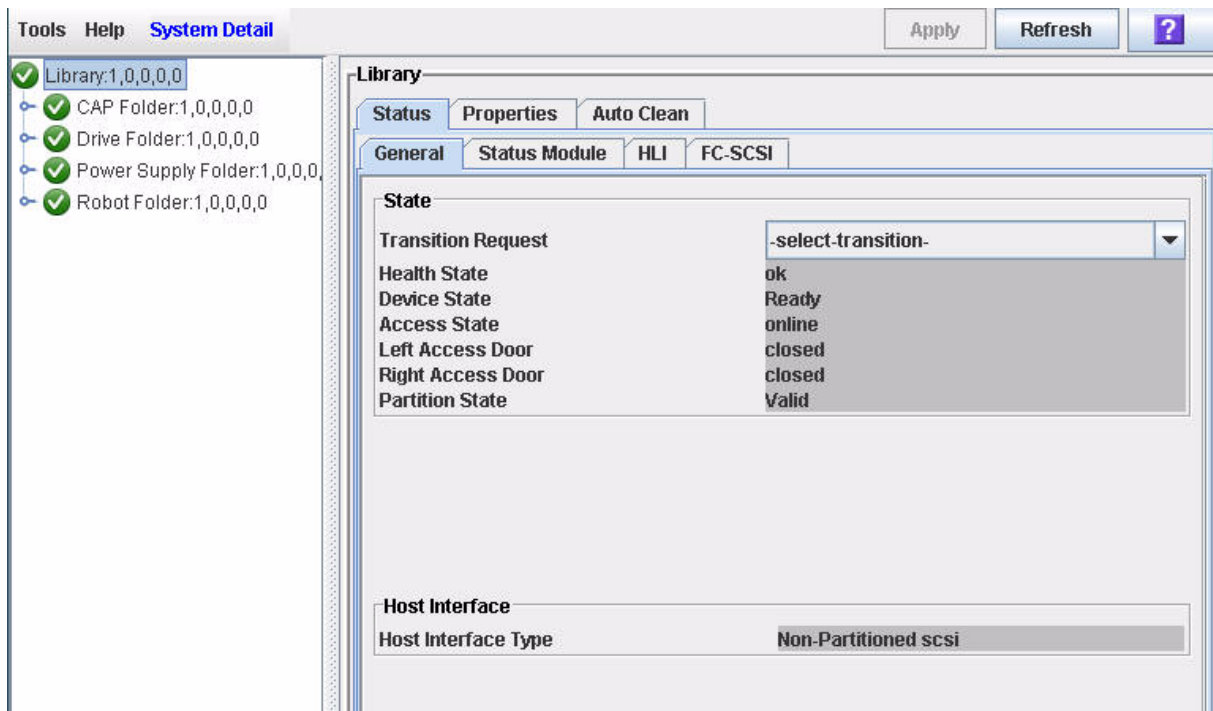 Tools Help System Detail
Apply Refresh ?
Library:1,0,0,0,0
CAP Folder:1,0,0,0,0
Drive Folder:1,0,0,0,0
Power Supply Folder:1,0,0,0,
Robot Folder:1,0,0,0,0
Library
Status Properties Auto Clean
General Status Module HLI FC-SCSI
State
Transition Request -select-transition-
Health State ok
Device State Ready
Access State online
Left Access Door closed
Right Access Door closed
Partition State Valid
Host Interface
Host Interface Type Non-Partitioned scsi